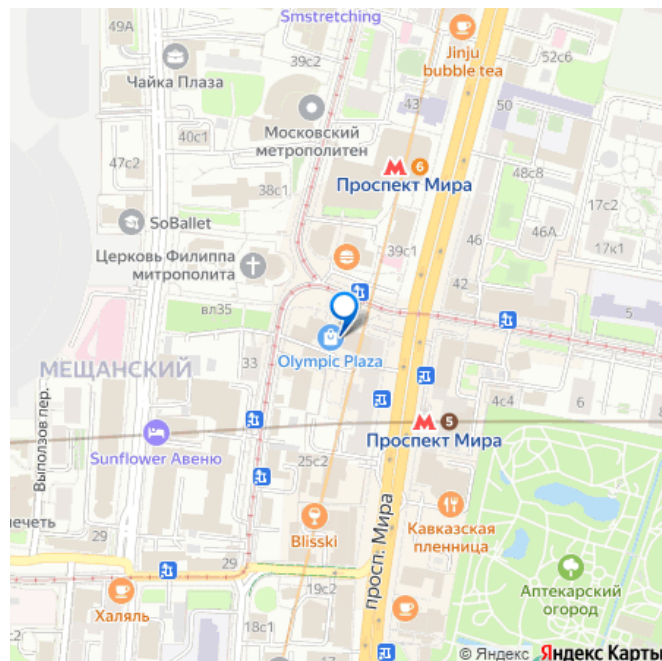 49А
Smstretching
39с2
Чайка Плаза
Jinju
bubble tea
52с6
43
50
40с1
Московский
метрополитен
47с2
38с1
6
Проспект Мира
48с8
17с2
SoBallet
46
46А
17к1
Церковь Филиппа
митрополита
39с1
42
5
вл35
Olympic Plaza
33
МЕЩАНСКИЙ
4с4
6
8
5
Проспект Мира
Выползов пер.
Sunflower Авеню
25с2
просп. Мира
Кавказская
пленница
печеть
Blisski
29
29
19с2
Халяль
18с1
Аптекарский
огород
© Яндекс Яндекс Карты